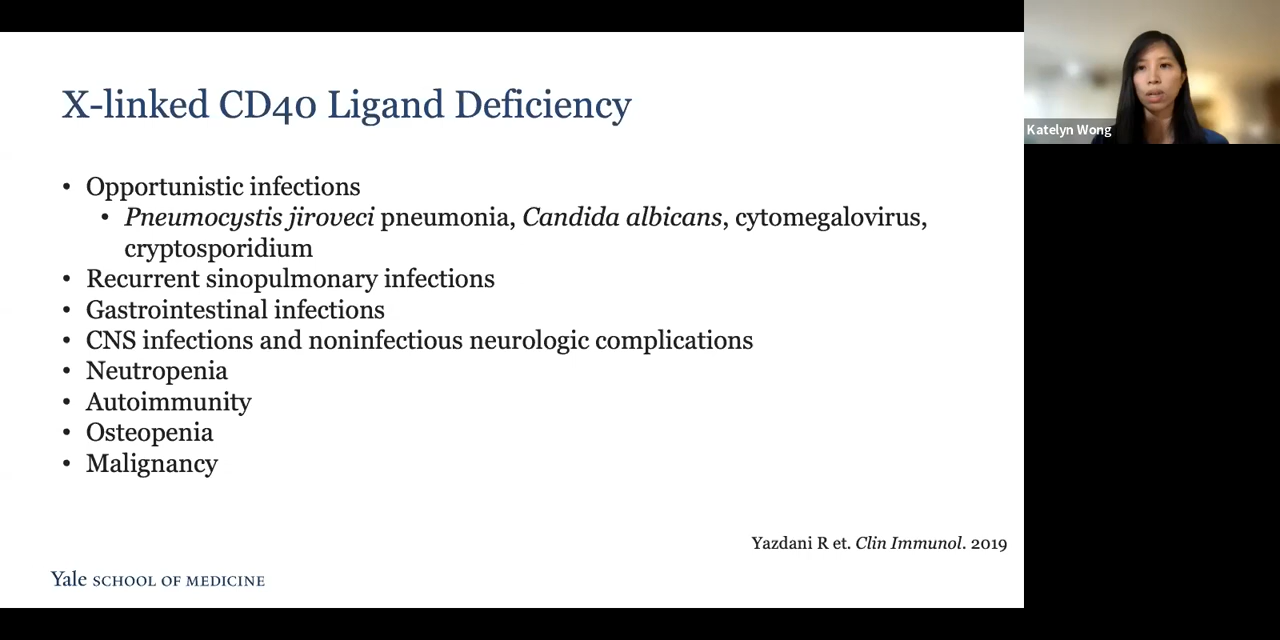 X-linked CD40 Ligand Deficiency
• Opportunistic infections
• Pneumocystis jiroveci pneumonia, Candida albicans, cytomegalovirus,
cryptosporidium
• Recurrent sinopulmonary infections
• Gastrointestinal infections
• CNS infections and noninfectious neurologic complications
• Neutropenia
• Autoimmunity
• Osteopenia
• Malignancy
Yazdani R et. Clin Immunol. 2019
Yale SCHOOL OF MEDICINE
Katelyn Wong